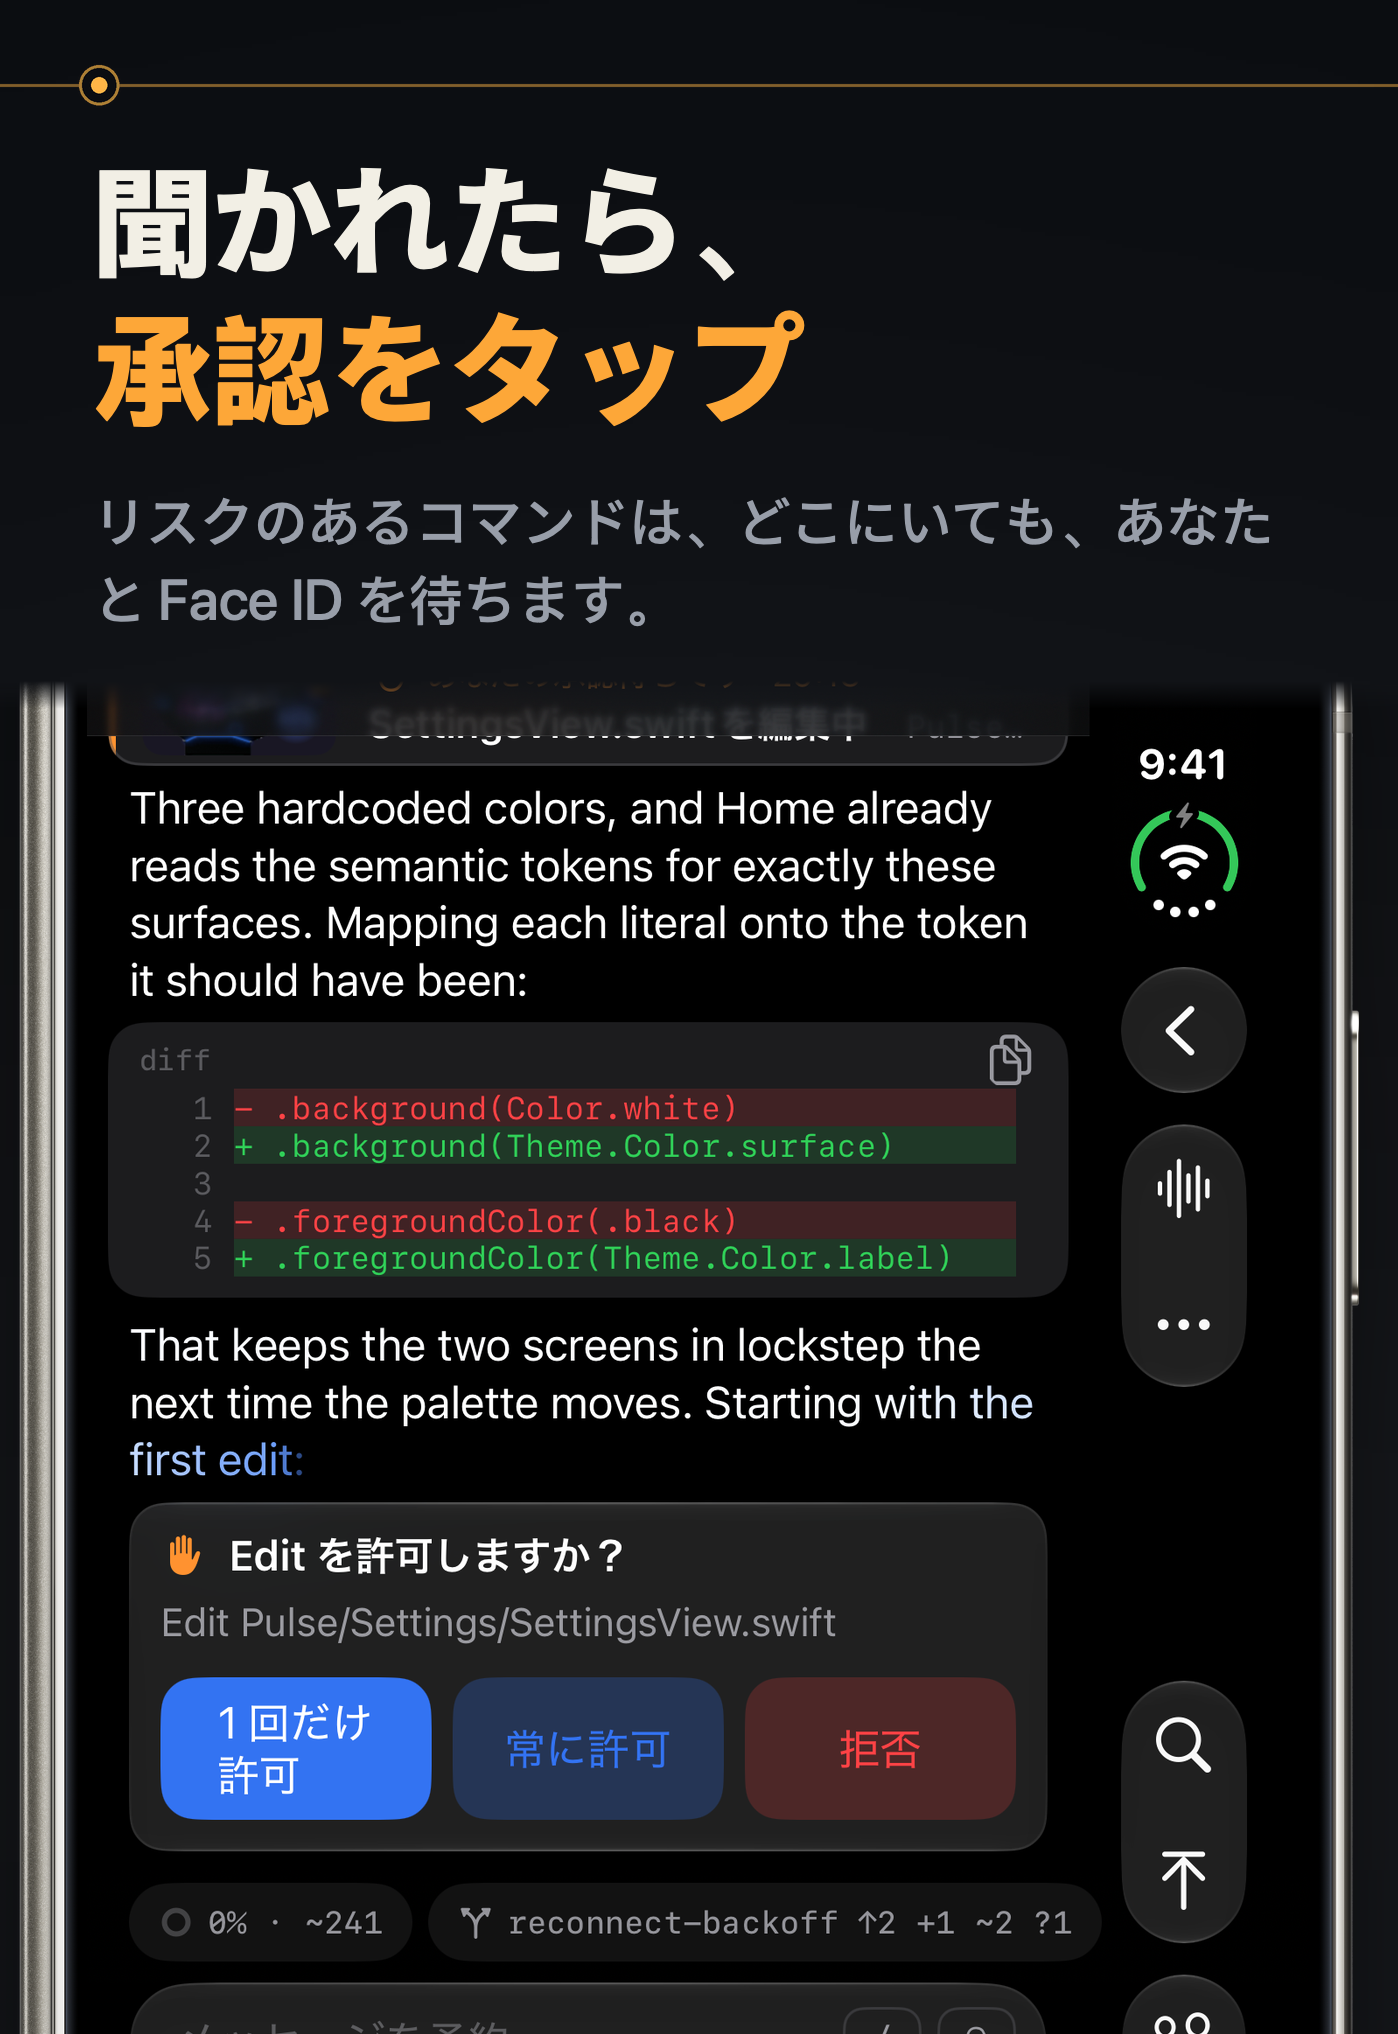 聞かれたら、
承認をタップ
リスクのあるコマンドは、どこにいても、あなた
と Face ID を待ちます。
SettingsView.swift を編集中 Pulse…
9:41
Three hardcoded colors, and Home already
reads the semantic tokens for exactly these
surfaces. Mapping each literal onto the token
it should have been:
diff
1 − .background(Color.white)
2 + .background(Theme.Color.surface)
3
4 − .foregroundColor(.black)
5 + .foregroundColor(Theme.Color.label)
That keeps the two screens in lockstep the
next time the palette moves. Starting with the
first edit:
Edit を許可しますか？
Edit Pulse/Settings/SettingsView.swift
1 回だけ
許可
常に許可
拒否
0% · ~241
reconnect-backoff ↑2 +1 ~2 ?1